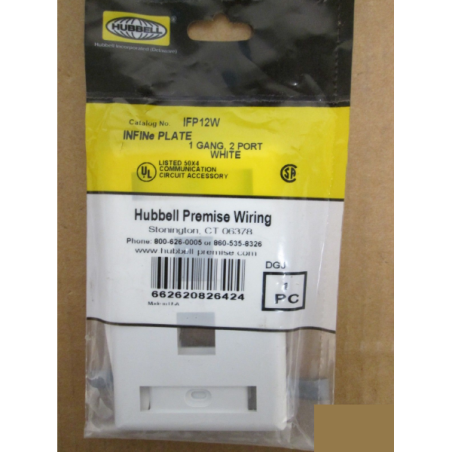 HUBBELL
Catalog No. IFP12W
INFINe PLATE
1 GANG, 2 PORT
WHITE
UL
LISTED 50X4
COMMUNICATION
CIRCUIT ACCESSORY
Hubbell Premise Wiring
Stonington, CT 06378
Phone: 800-626-0005 or 860-535-8326
www.hubbell-premise.com
DGJ
1
PC
662620826424